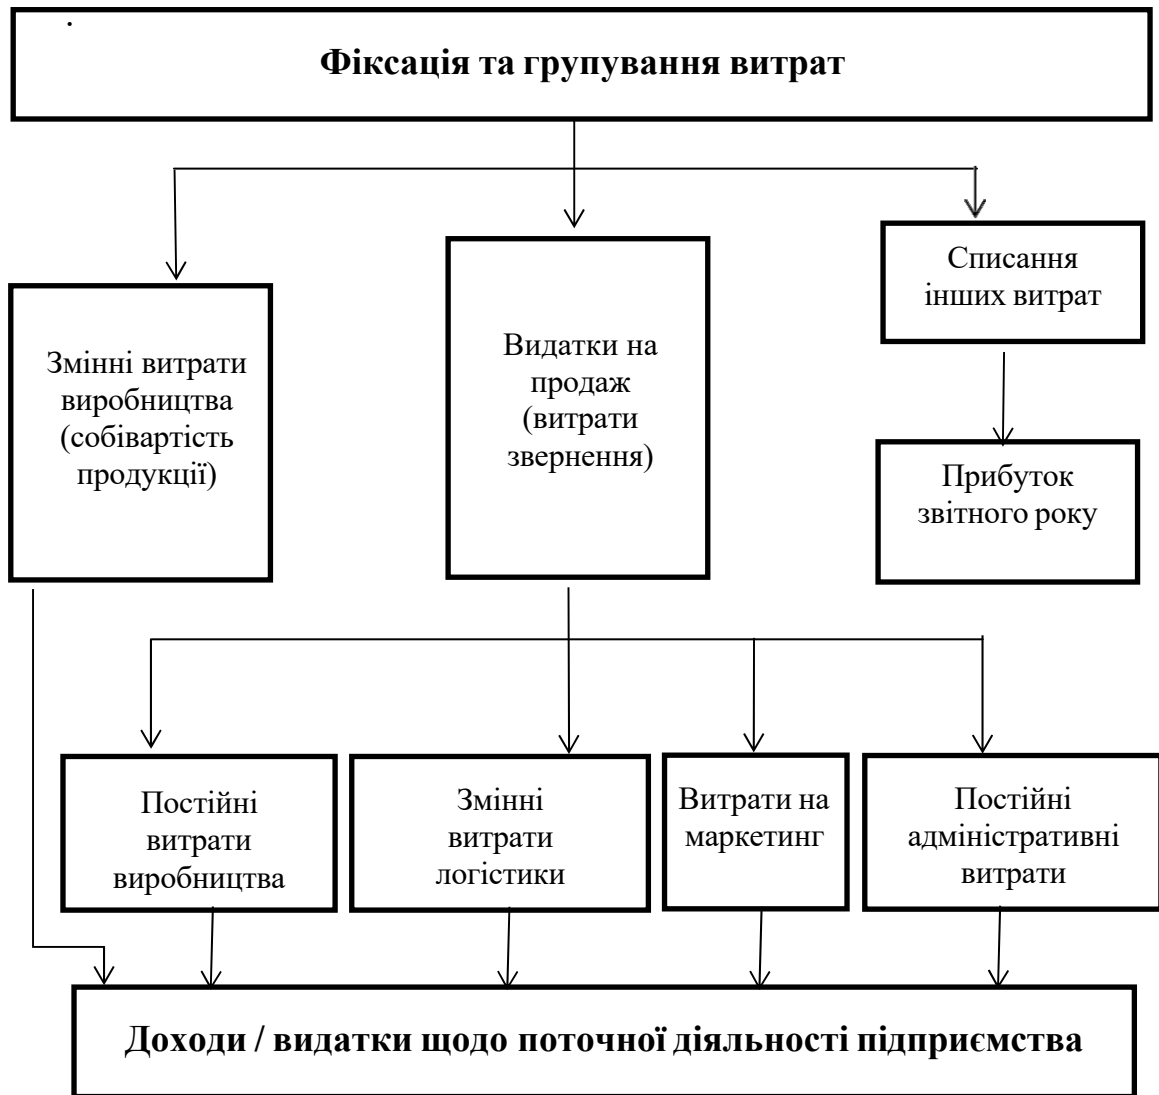 Фіксація та групування витрат
Змінні витрати
виробництва
(собівартість
продукції)
Видатки на
продаж
(витрати
звернення)
Списання
інших витрат
Прибуток
звітного року
Постійні
витрати
виробництва
Змінні
витрати
логістики
Витрати на
маркетинг
Постійні
адміністративні
витрати
Доходи / видатки щодо поточної діяльності підприємства